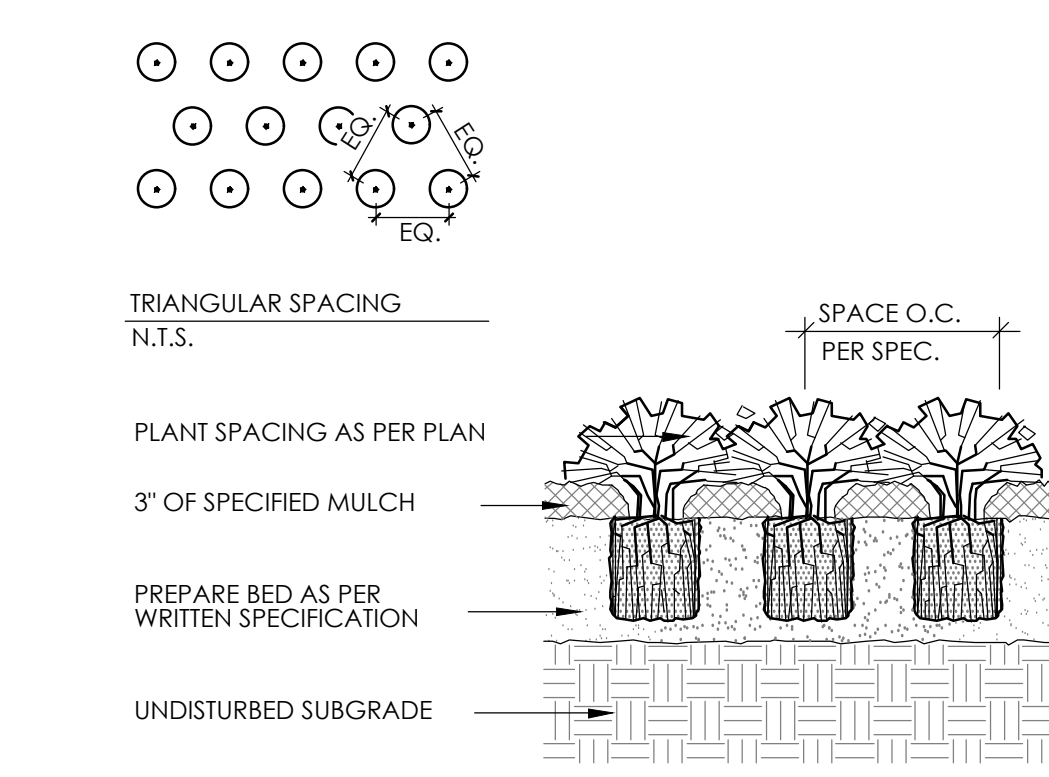 EQ.
EQ.
EQ.
TRIANGULAR SPACING
N.T.S.
SPACE O.C.
PER SPEC.
PLANT SPACING AS PER PLAN
3" OF SPECIFIED MULCH
PREPARE BED AS PER
WRITTEN SPECIFICATION
UNDISTURBED SUBGRADE